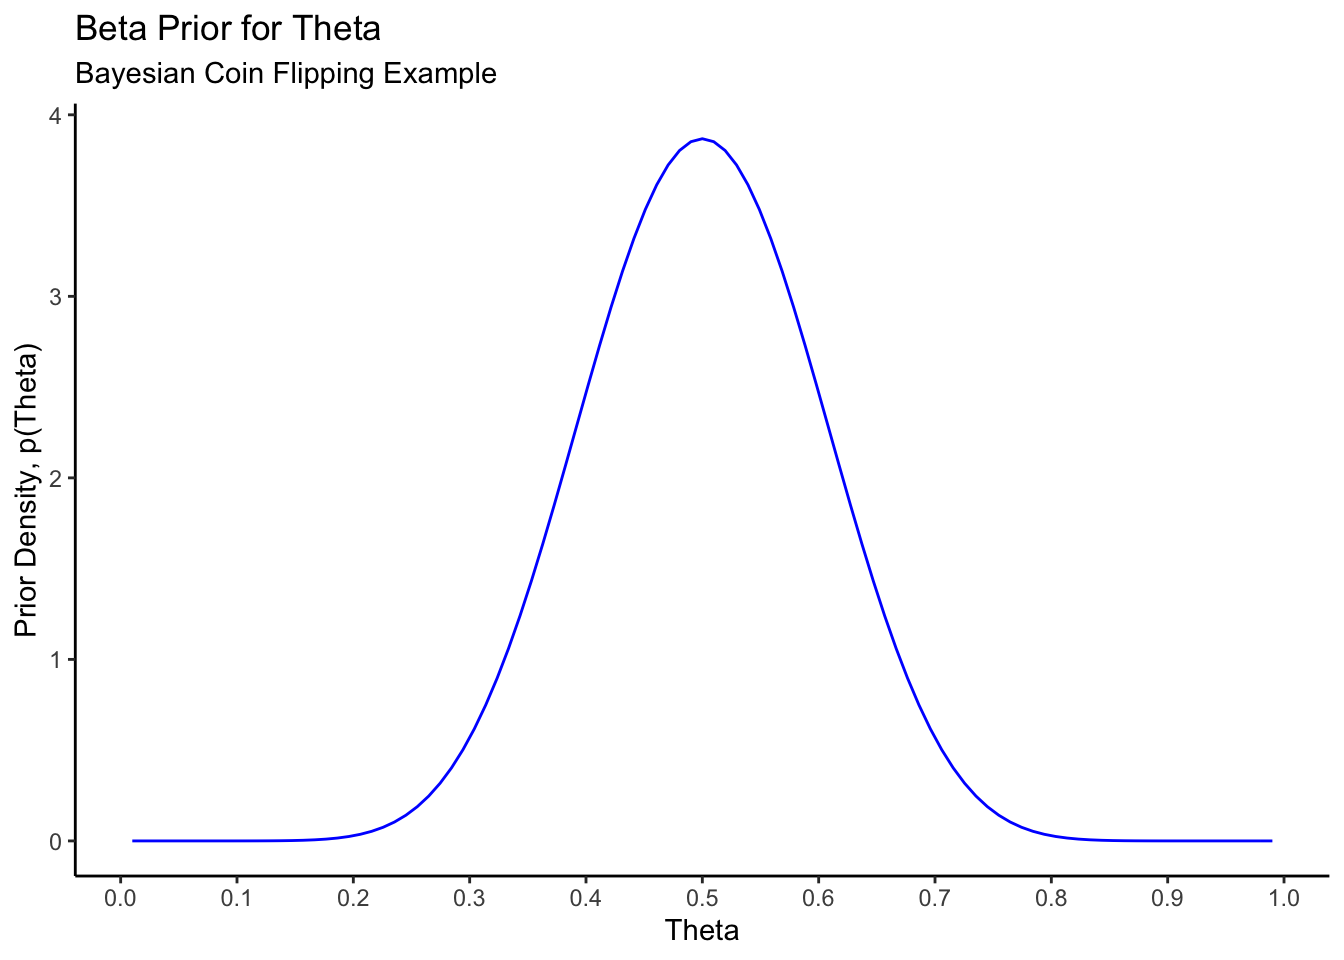 Beta Prior for Theta
Bayesian Coin Flipping Example
Prior Density, p(Theta)
4
3
2
1
0
0.0 0.1 0.2 0.3 0.4 0.5 0.6 0.7 0.8 0.9 1.0
Theta